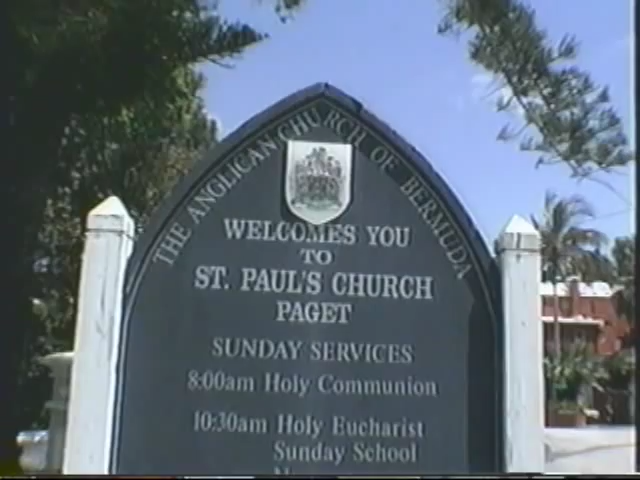 THE ANGLICAN CHURCH OF BERMUDA
WELCOMES YOU
TO
ST. PAUL'S CHURCH
PAGET
SUNDAY SERVICES
8:00am Holy Communion
10:30am Holy Eucharist
Sunday School